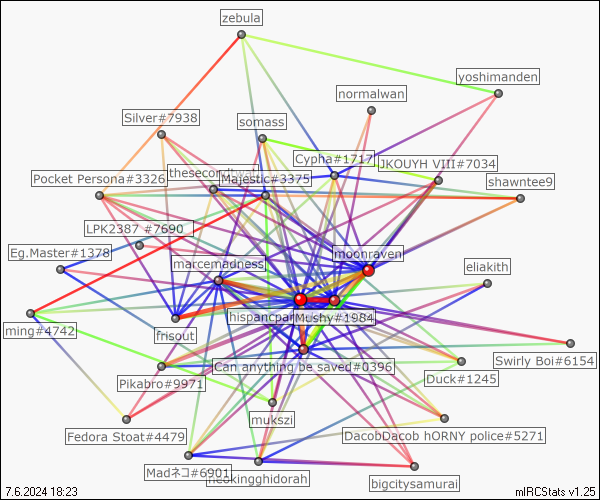 zebula
yoshimanden
normalwan
Silver#7938
somass
Cypha#1717
JKOUYH VIII#7034
Pocket Persona#3326
Majestic#3375
shawntee9
LPK2387 #7690
Eg.Master#1378
moonraven
marcemadness
eliakith
Mushy#1984
ming#4742
frisout
Swirly Boi#6154
Can anything be saved#0396
Pikabro#9971
Duck#1245
mukszi
Fedora Stoat#4479
DacobDacob hORNY police#5271
Madネコ#6901
bigcitysamurai
7.6.2024 18:23
mIRCStats v1.25